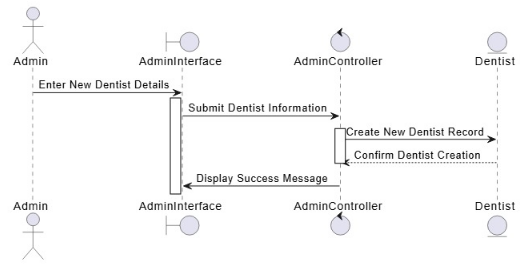 Admin
AdminInterface
AdminController
Dentist
Enter New Dentist Details
Submit Dentist Information
Create New Dentist Record
Confirm Dentist Creation
Display Success Message
Admin
AdminInterface
AdminController
Dentist